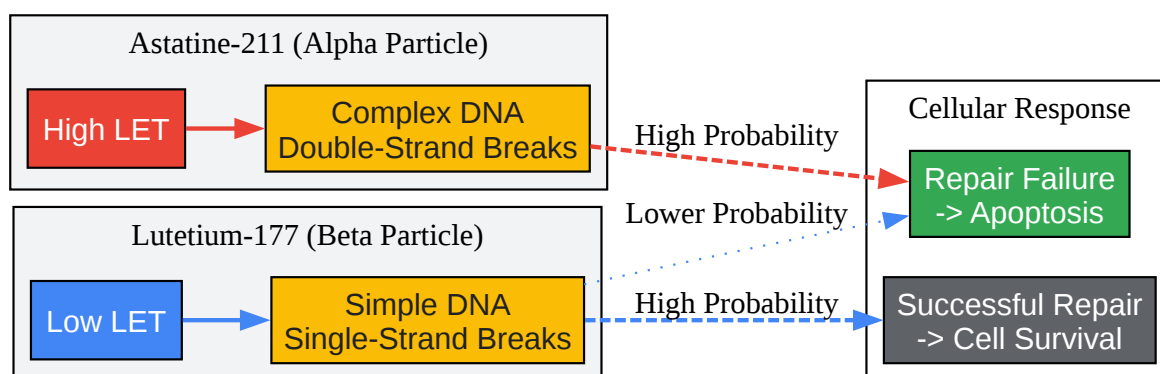 Astatine-211 (Alpha Particle)
High LET
Complex DNA
Double-Strand Breaks
High Probability
Lutetium-177 (Beta Particle)
Low LET
Simple DNA
Single-Strand Breaks
Lower Probability
High Probability
Cellular Response
Repair Failure
-> Apoptosis
Successful Repair
-> Cell Survival